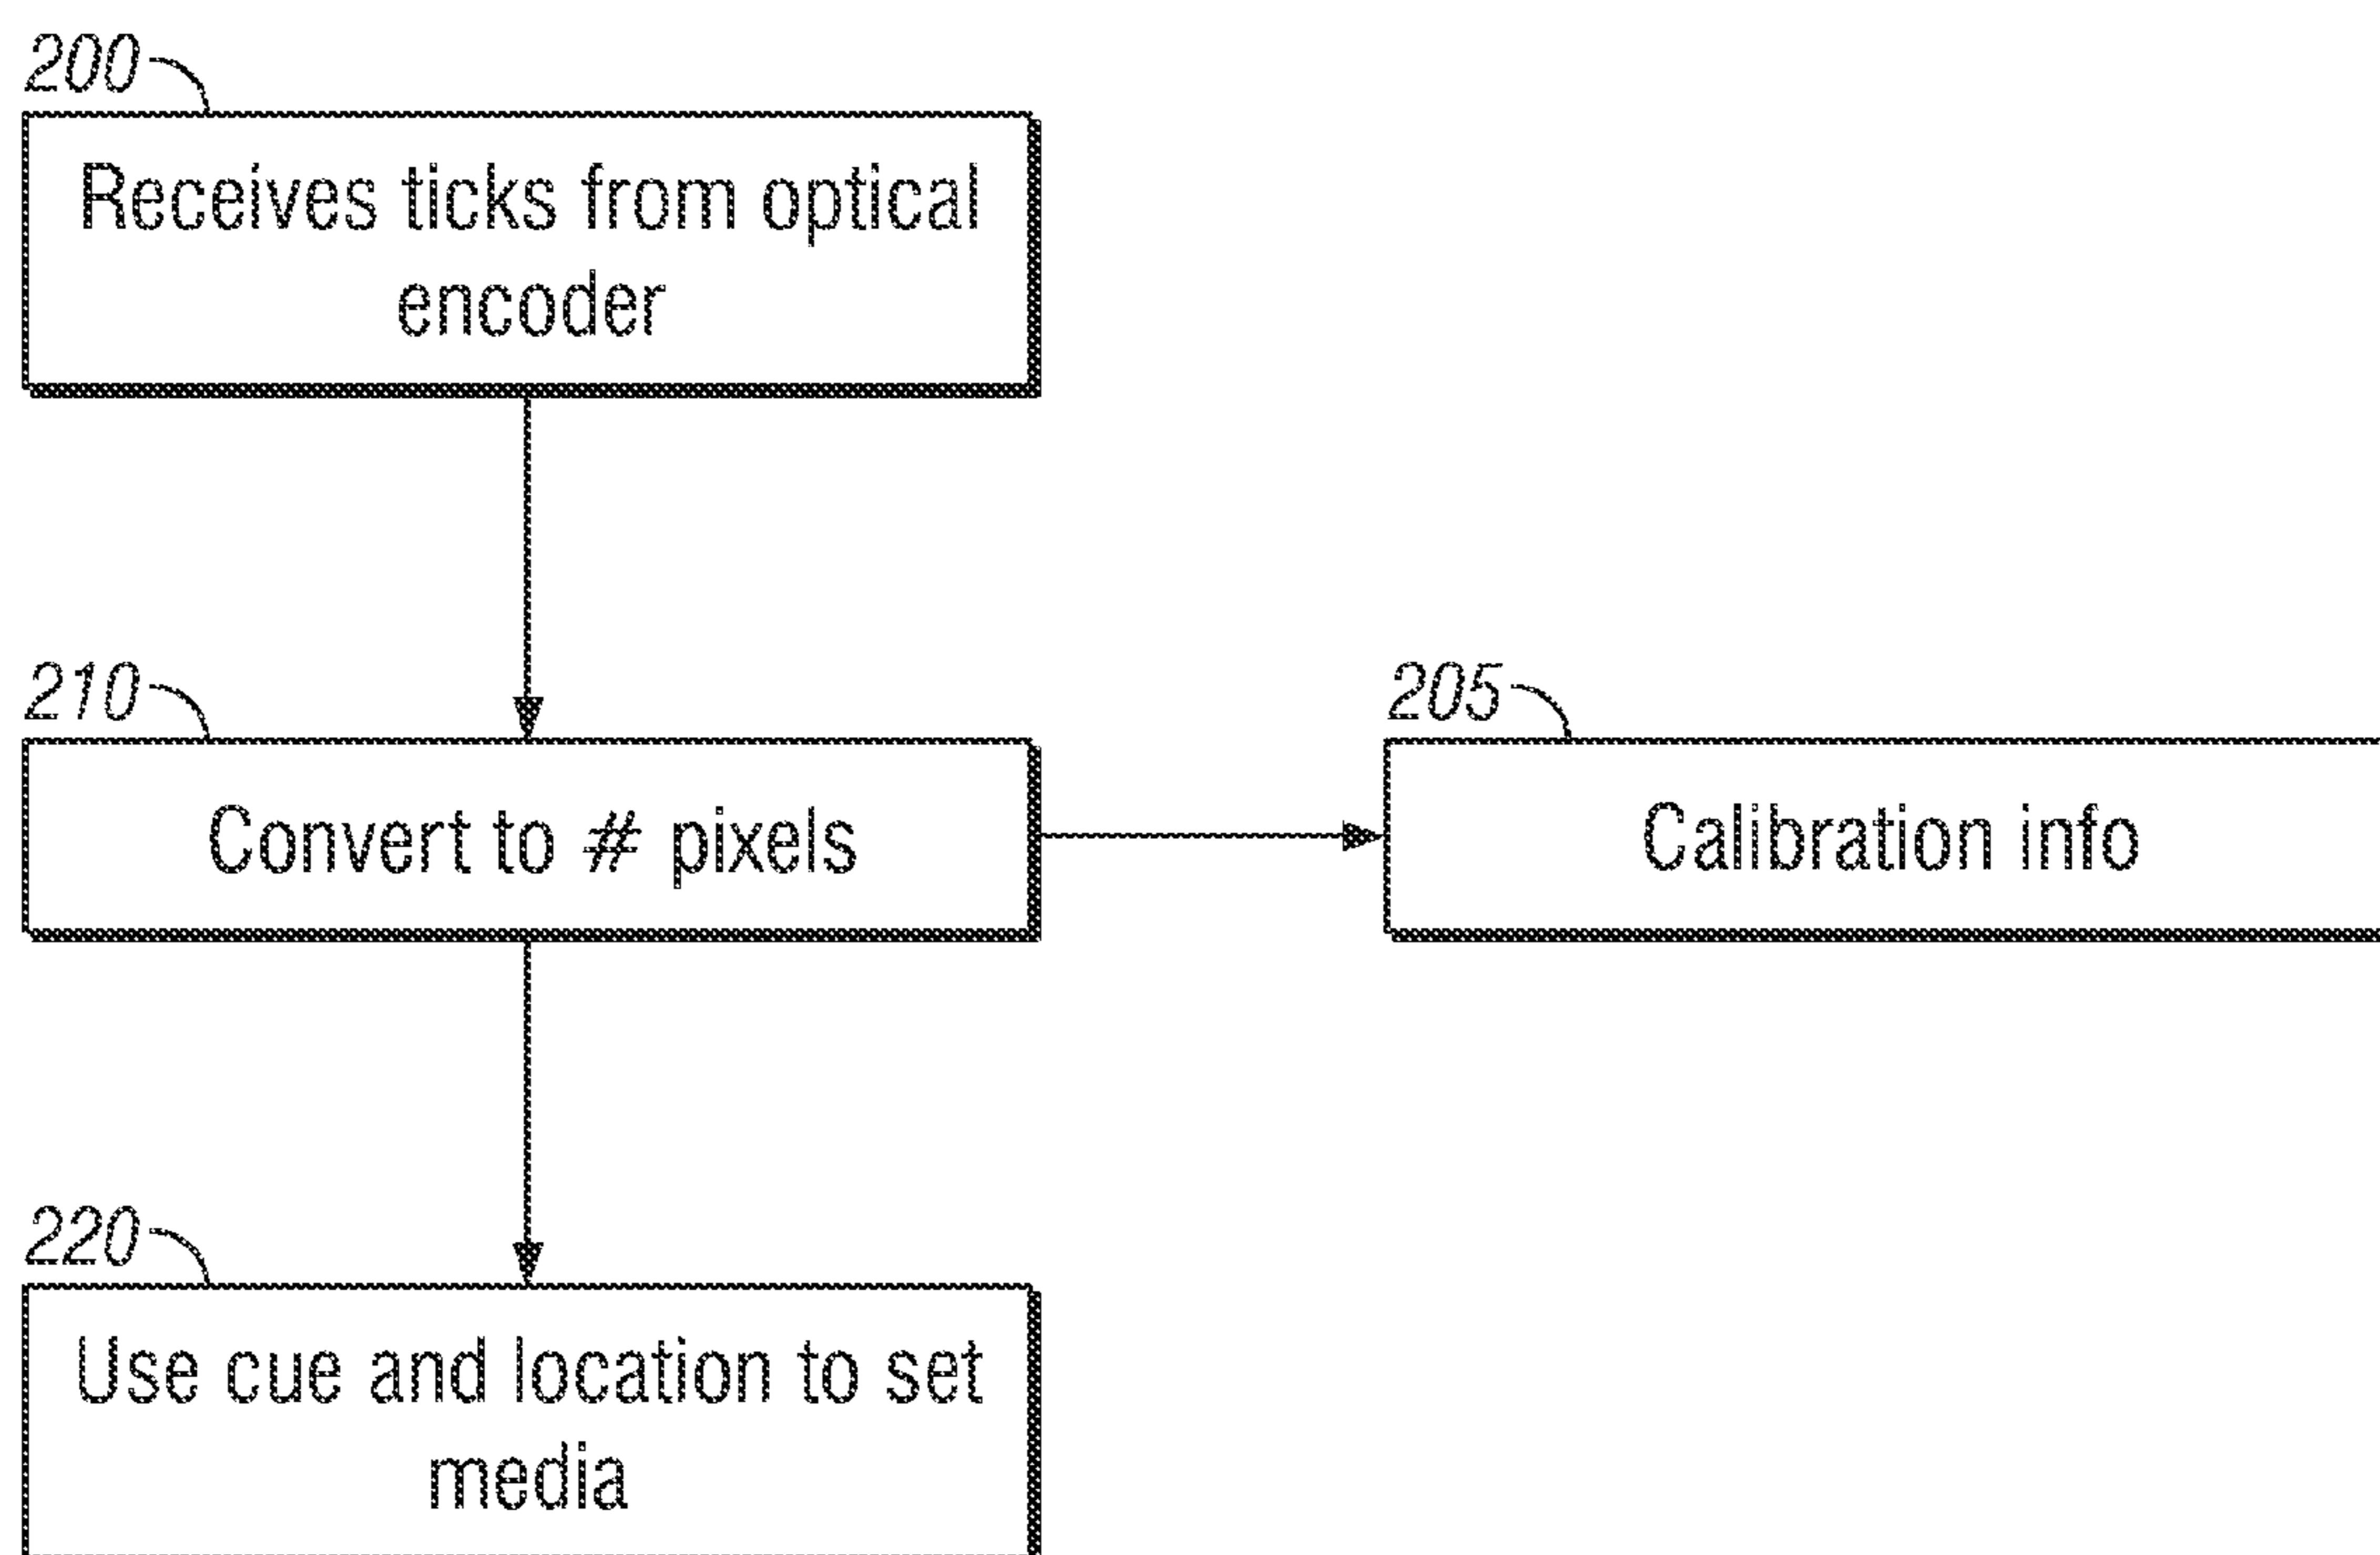 200
Receives ticks from optical
encoder
210
Convert to # pixels
205
Calibration info
220
Use cue and location to set
media